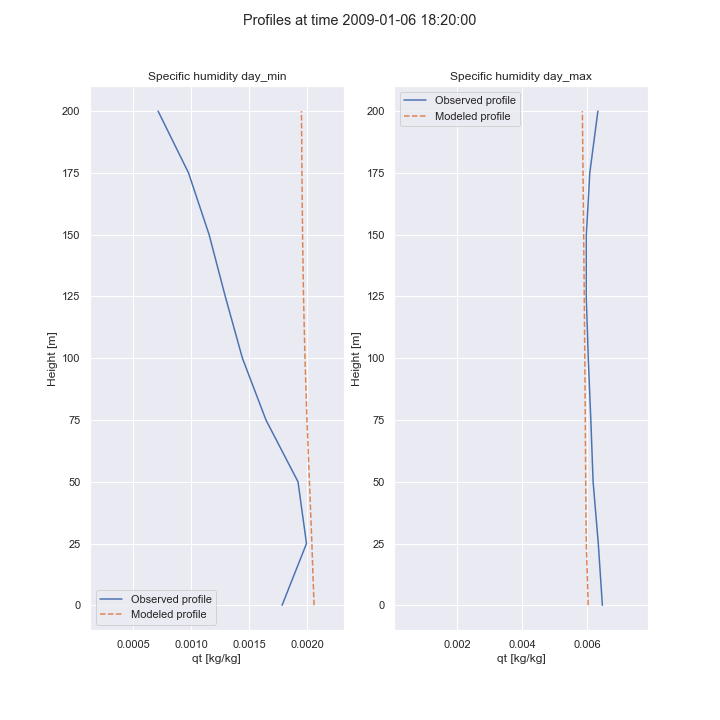 Profiles at time 2009-01-06 18:20:00
Specific humidity day_min
200
175
150
125
100
75
50
25
0
Height [m]
Observed profile
Modeled profile
0.0005 0.0010 0.0015 0.0020
qt [kg/kg]
Specific humidity day_max
Observed profile
Modeled profile
200
175
150
125
100
75
50
25
0
Height [m]
0.002 0.004 0.006
qt [kg/kg]